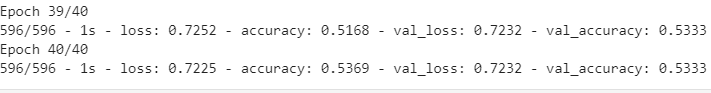 Epoch 39/40
596/596 - 1s - loss: 0.7252 - accuracy: 0.5168 - val_loss: 0.7232 - val_accuracy: 0.5333
Epoch 40/40
596/596 - 1s - loss: 0.7225 - accuracy: 0.5369 - val_loss: 0.7232 - val_accuracy: 0.5333